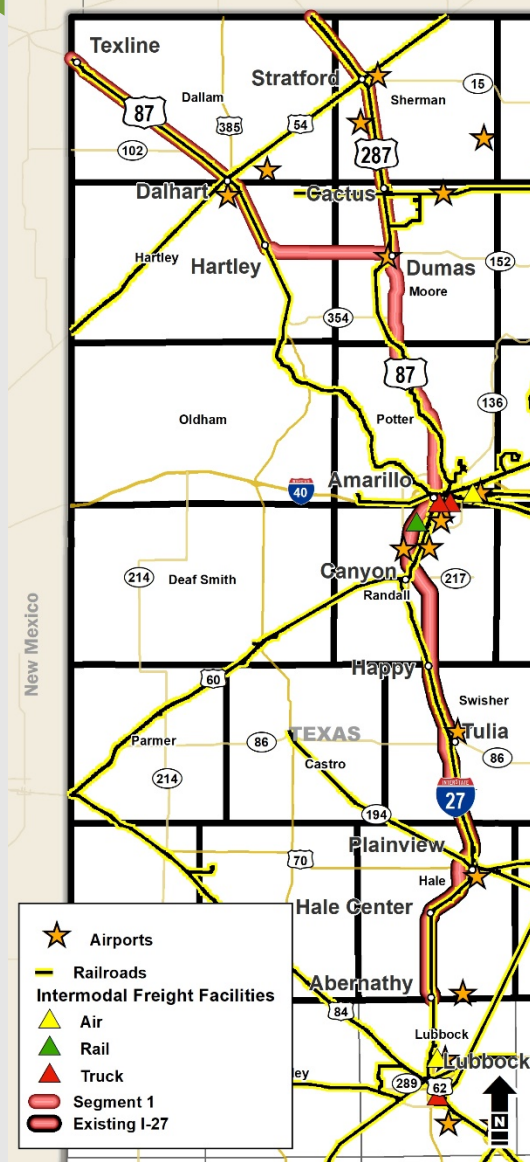 Texline
Stratford
Dallam
15
Sherman
87
385
54
102
287
Dalhart
Cactus
Hartley
Hartley
Dumas
152
Moore
354
87
136
Oldham
Potter
Amarillo
40
Canyon
214
Deaf Smith
217
Randall
New Mexico
Happy
60
Swisher
TEXAS
Tulia
Parmer
86
86
Castro
214
INTERSTATE
27
194
Plainview
70
Hale
Hale Center
Airports
Railroads
Abernathy
Intermodal Freight Facilities
84
Air
Lubbock
Rail
Lubbock
ley
289
62
Truck
Segment 1
N
Existing I-27